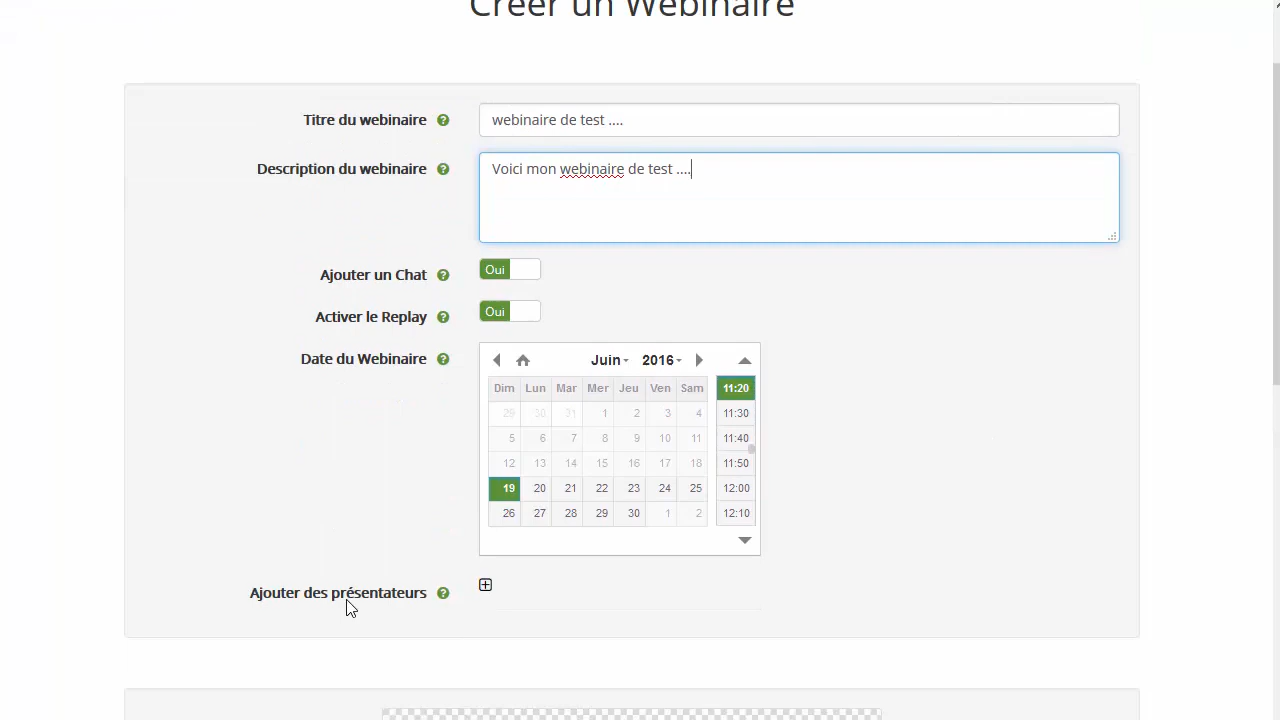 Créer un Webinaire
Titre du webinaire ? webinaire de test ....
Description du webinaire ? Voici mon webinaire de test ....
Ajouter un Chat ? Oui
Activer le Replay ? Oui
Date du Webinaire ? Juin 2016
Dim Lun Mar Mer Jeu Ven Sam 11:20
29 30 31 1 2 3 4 11:30
5 6 7 8 9 10 11 11:40
12 13 14 15 16 17 18 11:50
19 20 21 22 23 24 25 12:00
26 27 28 29 30 1 2 12:10
Ajouter des présentateurs ?